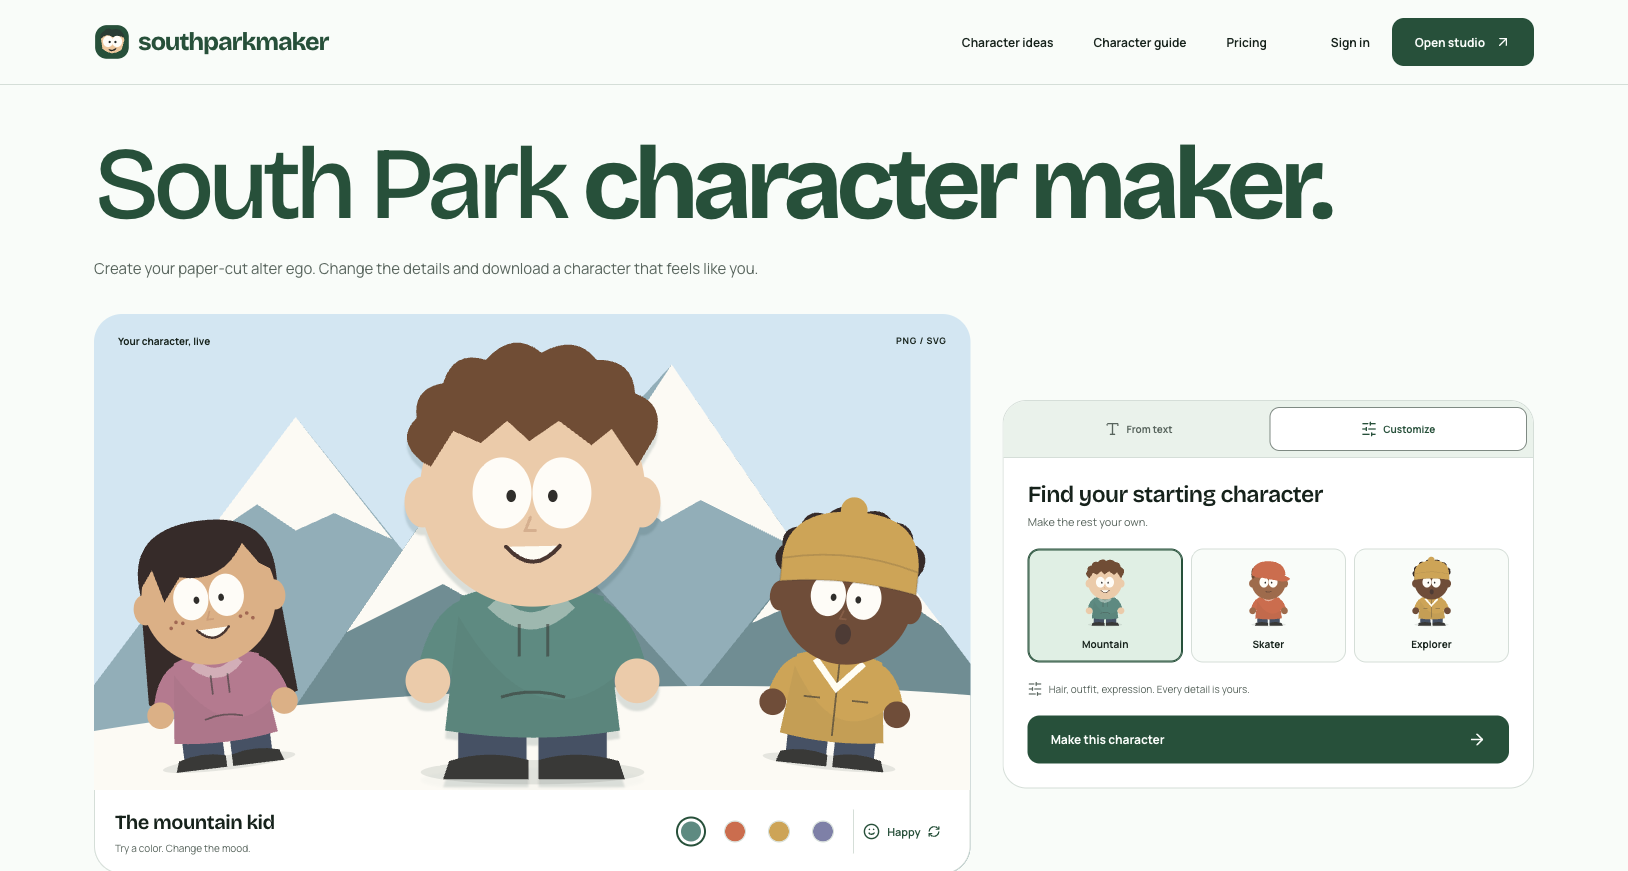 southparkmaker
Character ideas
Character guide
Pricing
Sign in
Open studio
South Park character maker.
Create your paper-cut alter ego. Change the details and download a character that feels like you.
Your character, live
PNG / SVG
From text
Customize
Find your starting character
Make the rest your own.
Mountain
Skater
Explorer
Hair, outfit, expression. Every detail is yours.
Make this character
The mountain kid
Try a color. Change the mood.
Happy